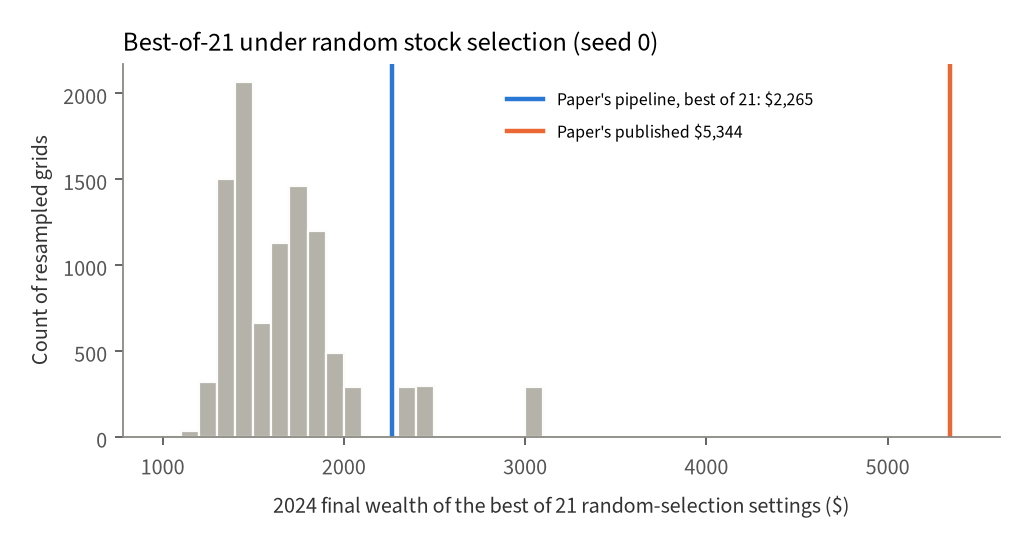 Best-of-21 under random stock selection (seed 0)
Paper's pipeline, best of 21: $2,265
Paper's published $5,344
Count of resampled grids
2000
1500
1000
500
0
1000 2000 3000 4000 5000
2024 final wealth of the best of 21 random-selection settings ($)